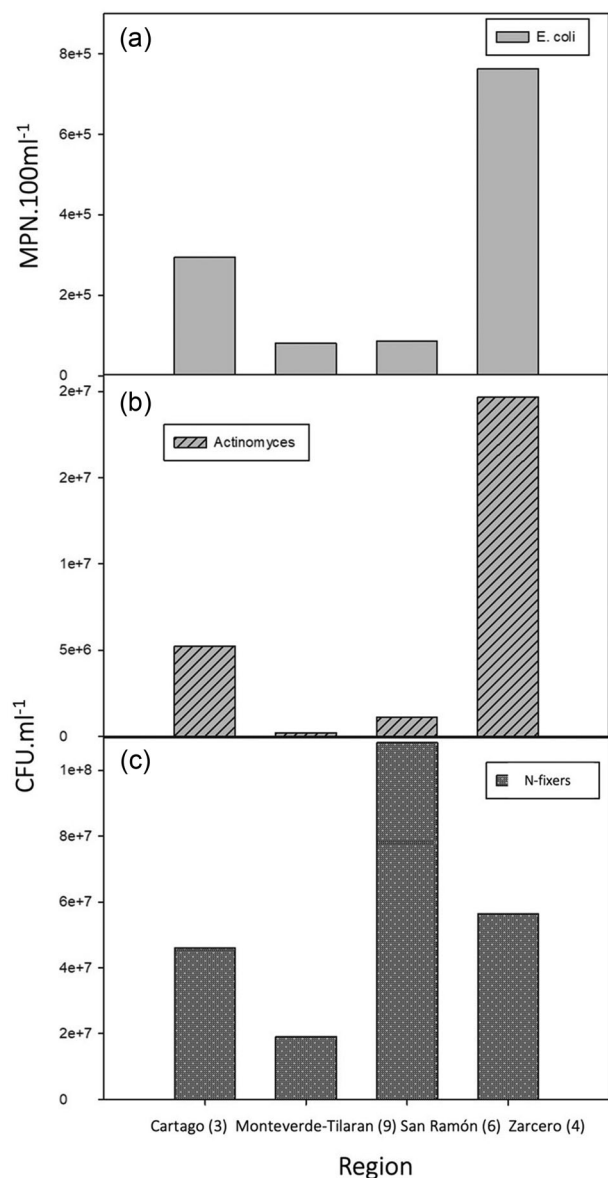 (a)
E. coli
8e+5
6e+5
4e+5
2e+5
0
MPN.100ml⁻¹
(b)
Actinomyces
2e+7
2e+7
1e+7
5e+6
0
CFU.ml⁻¹
(c)
N-fixers
1e+8
8e+7
6e+7
4e+7
2e+7
0
Cartago (3) Monteverde-Tilaran (9) San Ramón (6) Zarcero (4)
Region